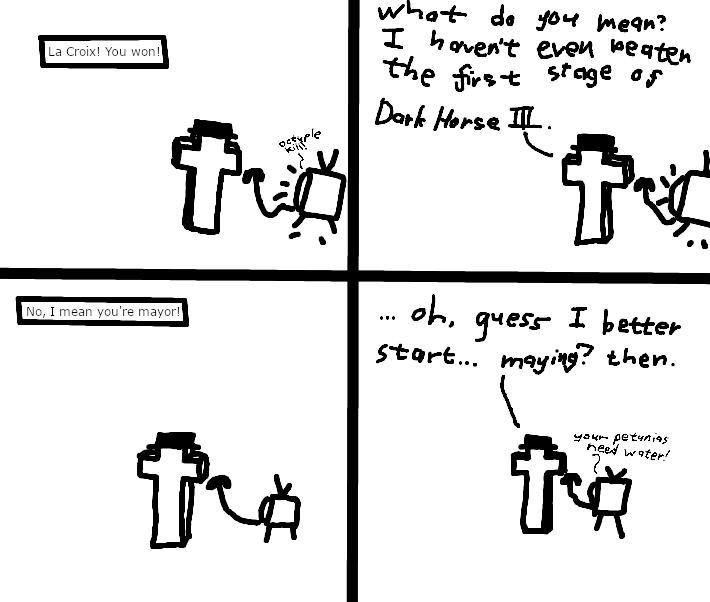 La Croix! You won!
octuple
kill!
What do you mean?
I haven't even beaten
the first stage of
Dark Horse III.
No, I mean you're mayor!
... oh, guess I better
start... maying? then.
your petunias
need water!